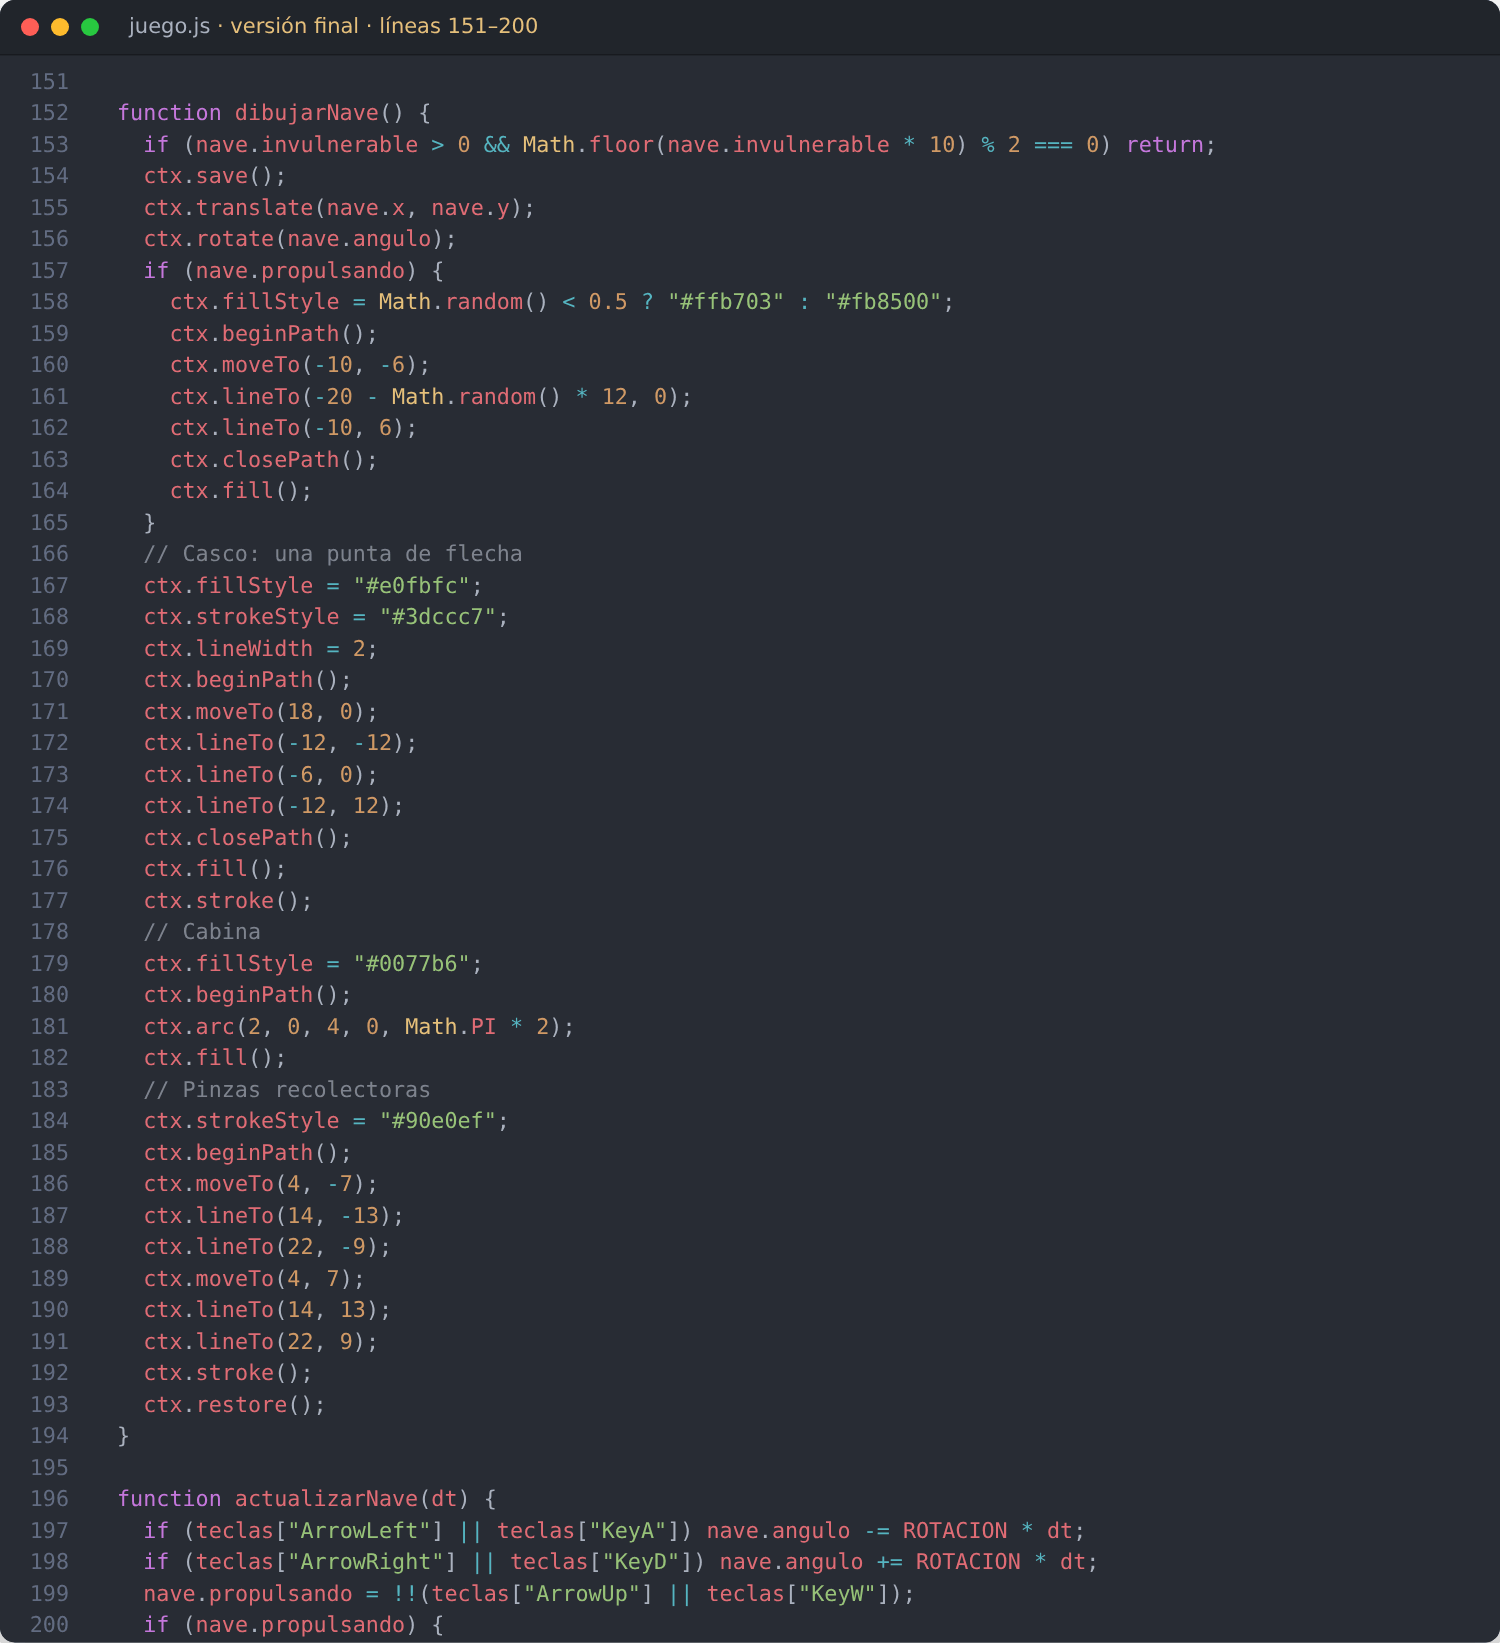 juego.js · versión final · líneas 151–200
151
152 function dibujarNave() {
153 if (nave.invulnerable > 0 && Math.floor(nave.invulnerable * 10) % 2 === 0) return;
154 ctx.save();
155 ctx.translate(nave.x, nave.y);
156 ctx.rotate(nave.angulo);
157 if (nave.propulsando) {
158 ctx.fillStyle = Math.random() < 0.5 ? "#ffb703" : "#fb8500";
159 ctx.beginPath();
160 ctx.moveTo(-10, -6);
161 ctx.lineTo(-20 - Math.random() * 12, 0);
162 ctx.lineTo(-10, 6);
163 ctx.closePath();
164 ctx.fill();
165 }
166 // Casco: una punta de flecha
167 ctx.fillStyle = "#e0fbfc";
168 ctx.strokeStyle = "#3dccc7";
169 ctx.lineWidth = 2;
170 ctx.beginPath();
171 ctx.moveTo(18, 0);
172 ctx.lineTo(-12, -12);
173 ctx.lineTo(-6, 0);
174 ctx.lineTo(-12, 12);
175 ctx.closePath();
176 ctx.fill();
177 ctx.stroke();
178 // Cabina
179 ctx.fillStyle = "#0077b6";
180 ctx.beginPath();
181 ctx.arc(2, 0, 4, 0, Math.PI * 2);
182 ctx.fill();
183 // Pinzas recolectoras
184 ctx.strokeStyle = "#90e0ef";
185 ctx.beginPath();
186 ctx.moveTo(4, -7);
187 ctx.lineTo(14, -13);
188 ctx.lineTo(22, -9);
189 ctx.moveTo(4, 7);
190 ctx.lineTo(14, 13);
191 ctx.lineTo(22, 9);
192 ctx.stroke();
193 ctx.restore();
194 }
195
196 function actualizarNave(dt) {
197 if (teclas["ArrowLeft"] || teclas["KeyA"]) nave.angulo -= ROTACION * dt;
198 if (teclas["ArrowRight"] || teclas["KeyD"]) nave.angulo += ROTACION * dt;
199 nave.propulsando = !!(teclas["ArrowUp"] || teclas["KeyW"]);
200 if (nave.propulsando) {